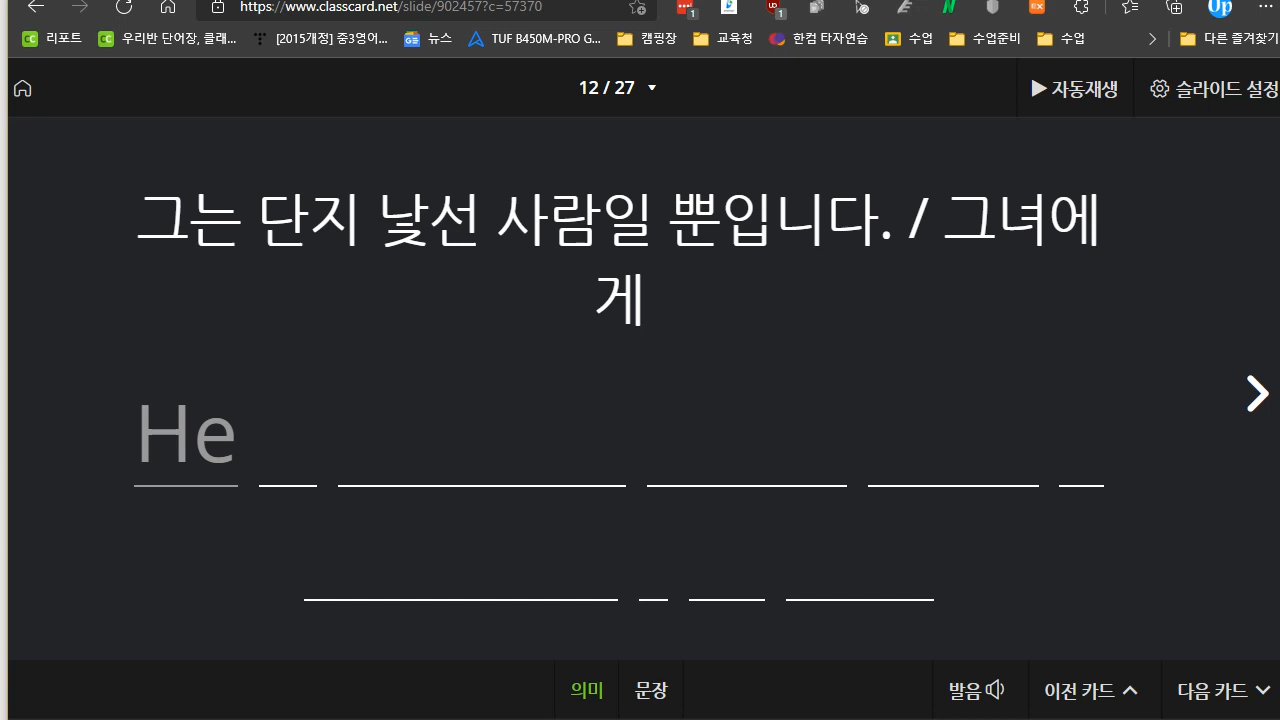 https://www.classcard.net/slide/902457?c=57370
1 UD 1 N EX Up
리포트 우리반 단어장, 클래... [2015개정] 중3영어... 뉴스 TUF B450M-PRO G... 캠핑장 교육청 한컴 타자연습 수업 수업준비 수업 다른 즐겨찾기
12 / 27 자동재생 슬라이드 설정
그는 단지 낯선 사람일 뿐입니다. / 그녀에
게
He
의미 문장 발음 이전 카드 다음 카드